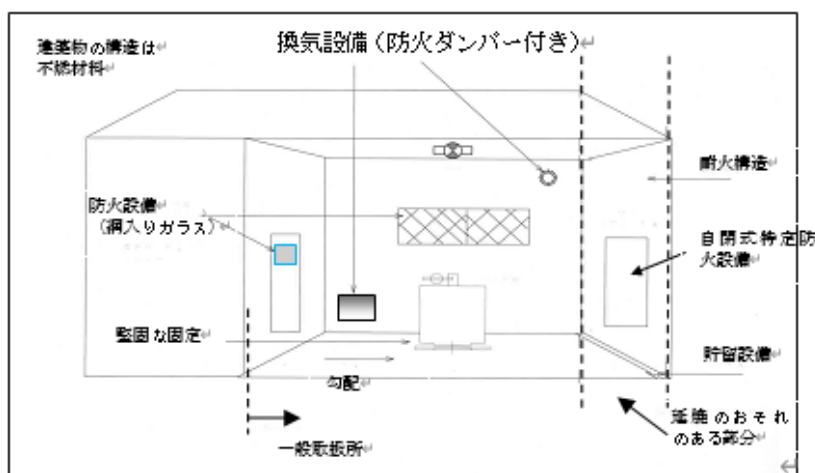 建築物の構造は
不燃材料
換気設備（防火ダンパー付き）
耐火構造
防火設備
（網入りガラス）
自閉式特定防
火設備
堅固な固定
勾配
貯留設備
延焼のおそれ
のある部分
一般取扱所